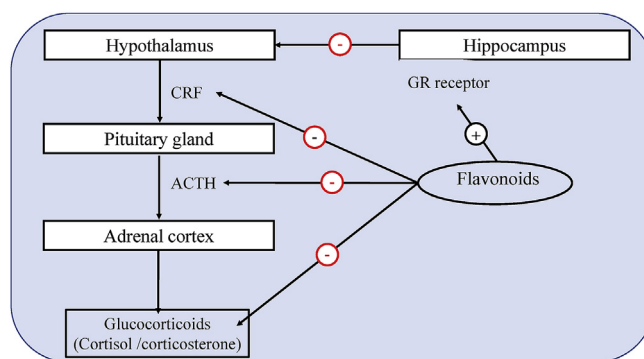 Hypothalamus
-
Hippocampus
CRF
GR receptor
-
+
Pituitary gland
ACTH
-
Flavonoids
Adrenal cortex
-
Glucocorticoids
(Cortisol /corticosterone)